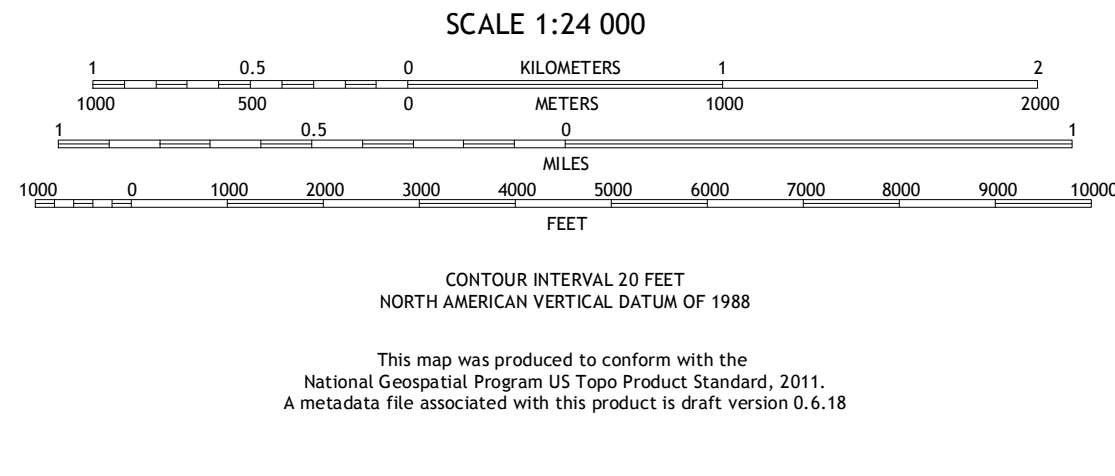 SCALE 1:24 000
1 0.5 0 KILOMETERS 1 2
1000 500 0 METERS 1000 2000
1 0.5 0 1
MILES
1000 0 1000 2000 3000 4000 5000 6000 7000 8000 9000 10000
FEET
CONTOUR INTERVAL 20 FEET
NORTH AMERICAN VERTICAL DATUM OF 1988
This map was produced to conform with the
National Geospatial Program US Topo Product Standard, 2011.
A metadata file associated with this product is draft version 0.6.18